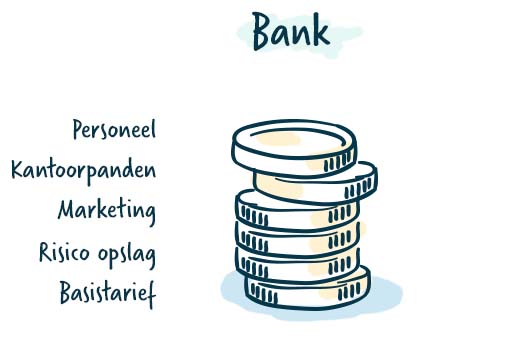 Bank
Personeel
Kantoorpanden
Marketing
Risico opslag
Basistarief